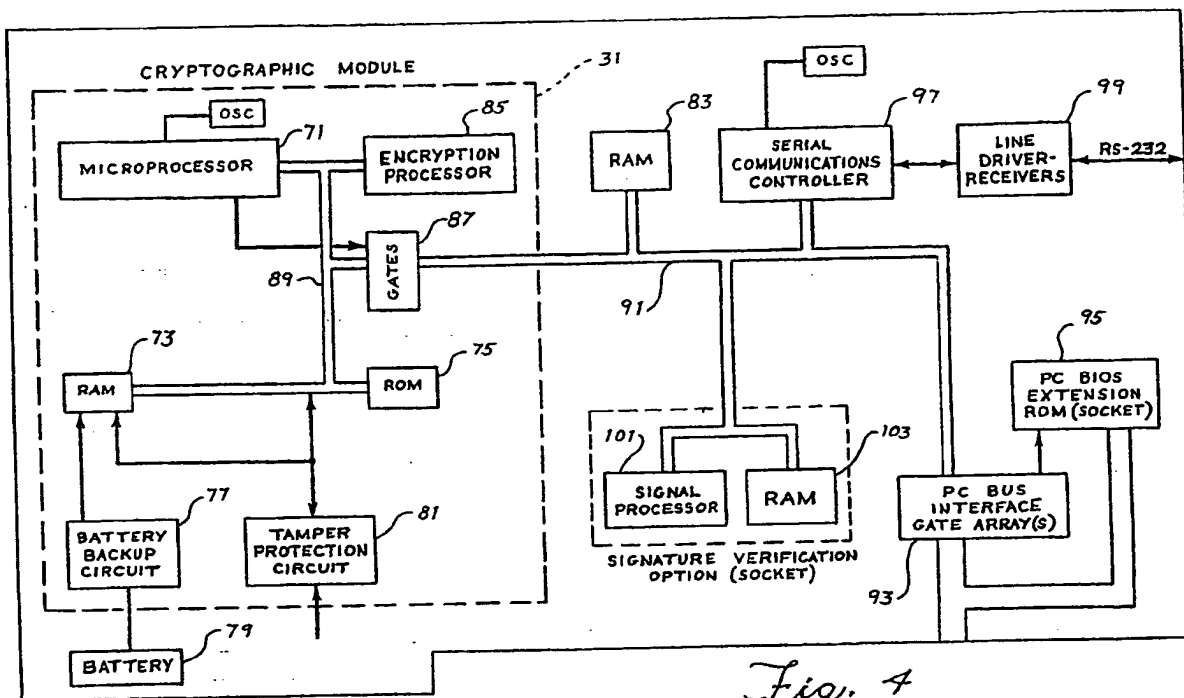 CRYPTOGRAPHIC MODULE
31
OSC
71
MICROPROCESSOR
85
ENCRYPTION
PROCESSOR
87
GATES
89
73
RAM
75
ROM
77
BATTERY
BACKUP
CIRCUIT
81
TAMPER
PROTECTION
CIRCUIT
79
BATTERY
83
RAM
OSC
97
SERIAL
COMMUNICATIONS
CONTROLLER
99
LINE
DRIVER-
RECEIVERS
RS-232
91
95
PC BIOS
EXTENSION
ROM (SOCKET)
101
SIGNAL
PROCESSOR
103
RAM
SIGNATURE VERIFICATION
OPTION (SOCKET)
PC BUS
INTERFACE
GATE ARRAY(S)
93
Fig. 4